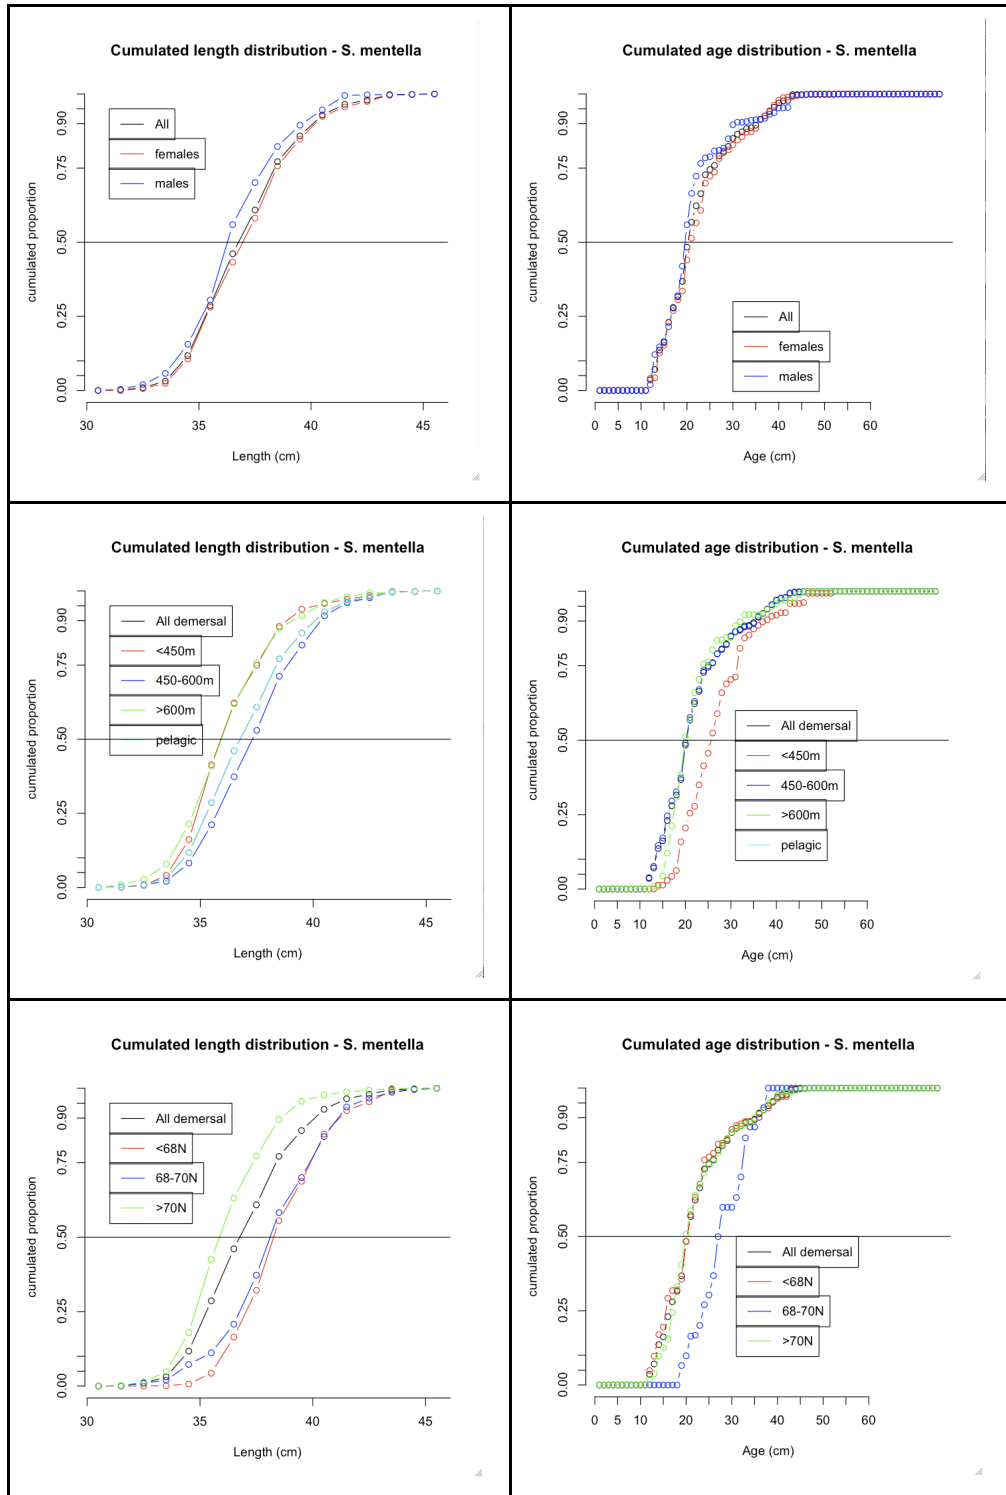 Cumulated length distribution - S. mentella
cumulated proportion
0.00 0.25 0.50 0.75 0.90
All
females
males
30 35 40 45
Length (cm)
Cumulated age distribution - S. mentella
cumulated proportion
0.00 0.25 0.50 0.75 0.90
All
females
males
0 5 10 20 30 40 50 60
Age (cm)
Cumulated length distribution - S. mentella
cumulated proportion
0.00 0.25 0.50 0.75 0.90
All demersal
<450m
450-600m
>600m
pelagic
30 35 40 45
Length (cm)
Cumulated age distribution - S. mentella
cumulated proportion
0.00 0.25 0.50 0.75 0.90
All demersal
<450m
450-600m
>600m
pelagic
0 5 10 20 30 40 50 60
Age (cm)
Cumulated length distribution - S. mentella
cumulated proportion
0.00 0.25 0.50 0.75 0.90
All demersal
<68N
68-70N
>70N
30 35 40 45
Length (cm)
Cumulated age distribution - S. mentella
cumulated proportion
0.00 0.25 0.50 0.75 0.90
All demersal
<68N
68-70N
>70N
0 5 10 20 30 40 50 60
Age (cm)